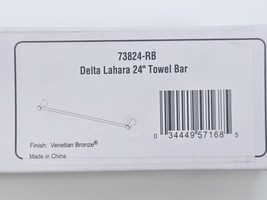 73824-RB
Delta Lahara 24" Towel Bar
Finish: Venetian Bronze®
Made in China
0 34449 57168 5